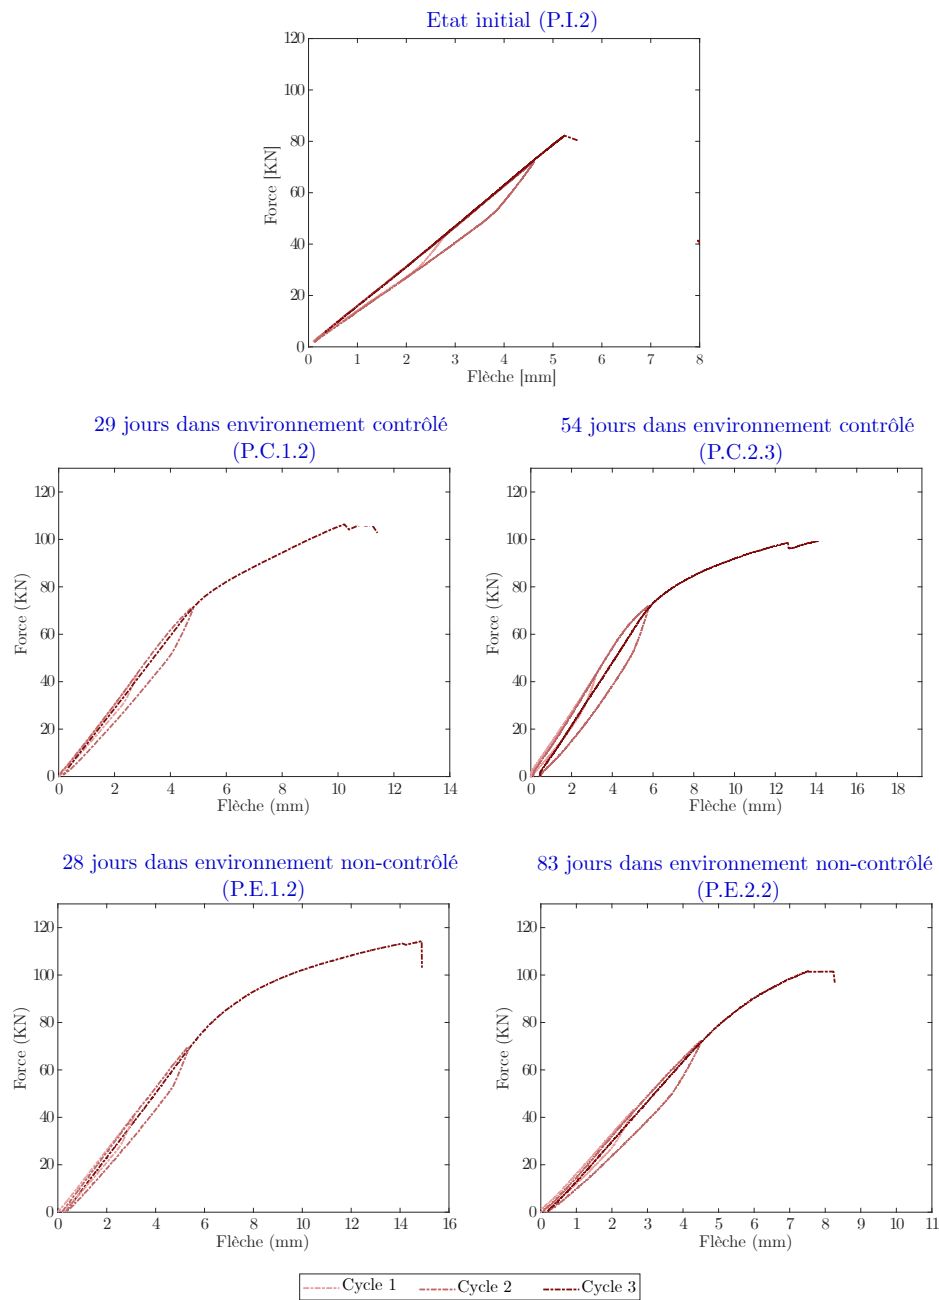 Etat initial (P.I.2)
120
100
80
60
40
20
0
Force [KN]
0 1 2 3 4 5 6 7 8
Flèche [mm]
29 jours dans environnement contrôlé
(P.C.1.2)
120
100
80
60
40
20
0
Force (KN)
0 2 4 6 8 10 12 14
Flèche (mm)
54 jours dans environnement contrôlé
(P.C.2.3)
120
100
80
60
40
20
0
Force (KN)
0 2 4 6 8 10 12 14 16 18
Flèche (mm)
28 jours dans environnement non-contrôlé
(P.E.1.2)
120
100
80
60
40
20
0
Force (KN)
0 2 4 6 8 10 12 14 16
Flèche (mm)
83 jours dans environnement non-contrôlé
(P.E.2.2)
120
100
80
60
40
20
0
Force (KN)
0 1 2 3 4 5 6 7 8 9 10 11
Flèche (mm)
Cycle 1 Cycle 2 Cycle 3